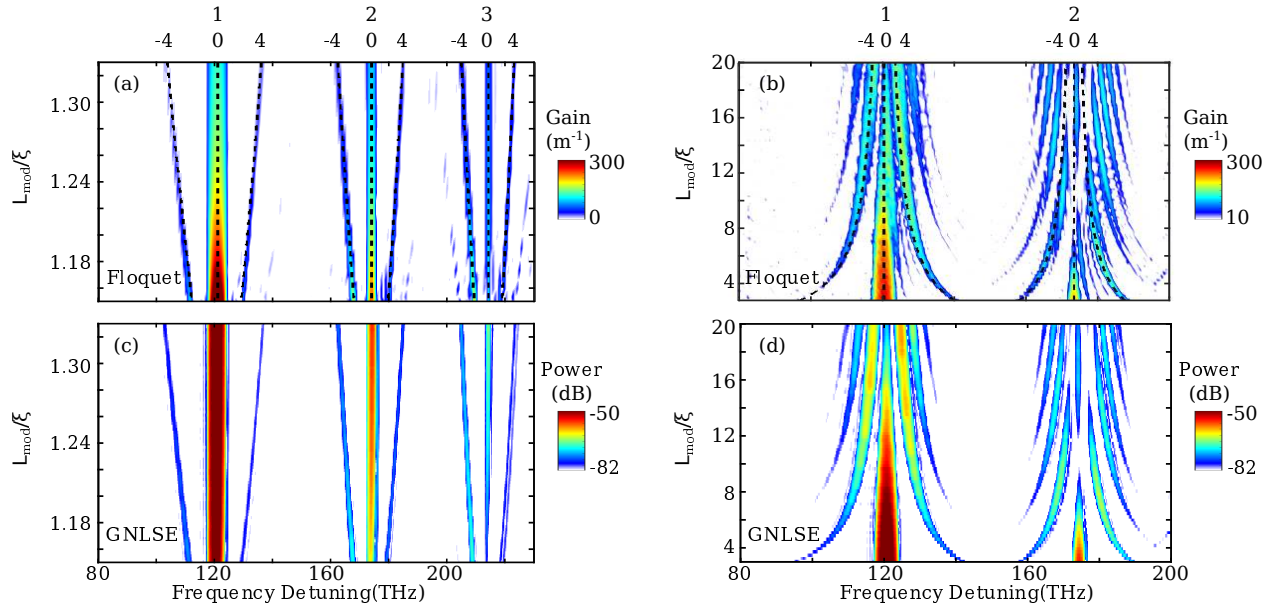 1 2 3
-4 0 4 -4 0 4 -4 0 4
(a)
1.30
1.24
1.18
L_mod/ξ
Floquet
Gain
(m⁻¹)
300
0
1 2
-4 0 4 -4 0 4
(b)
20
16
12
8
4
L_mod/ξ
Floquet
Gain
(m⁻¹)
300
10
(c)
1.30
1.24
1.18
L_mod/ξ
GNLSE
80 120 160 200
Frequency Detuning(THz)
Power
(dB)
-50
-82
(d)
20
16
12
8
4
L_mod/ξ
GNLSE
80 120 160 200
Frequency Detuning(THz)
Power
(dB)
-50
-82